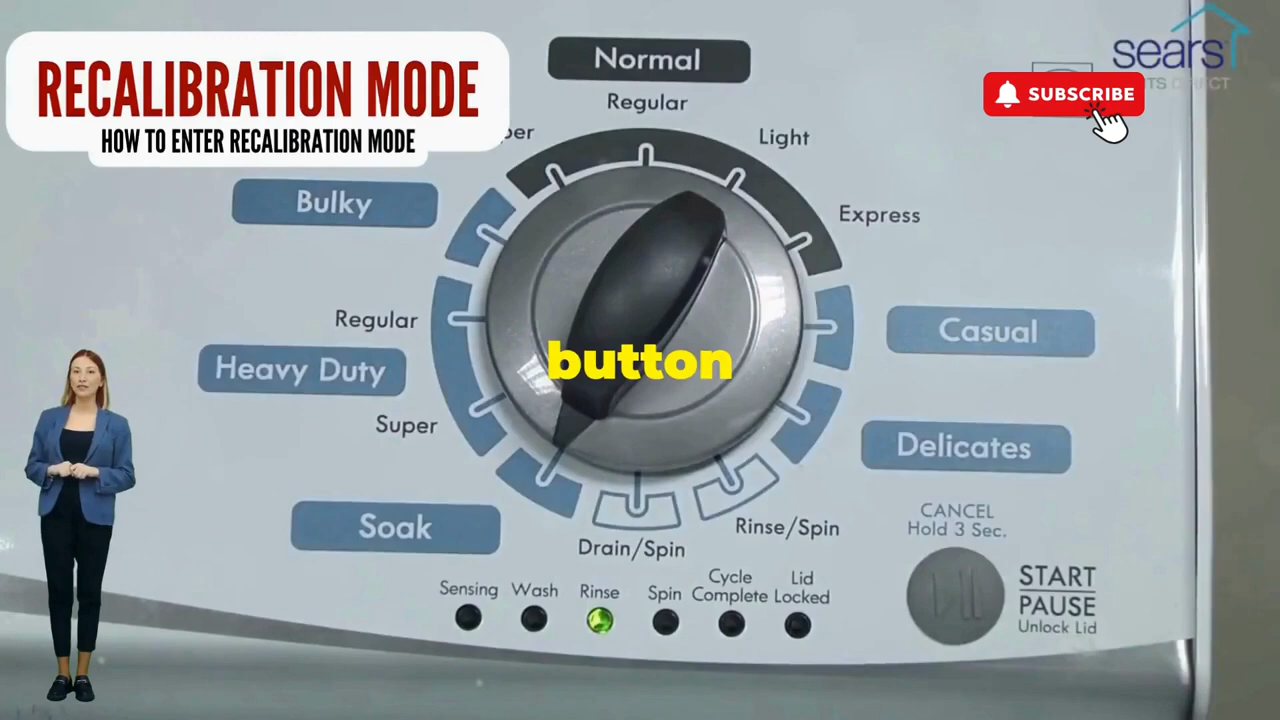 RECALIBRATION MODE
HOW TO ENTER RECALIBRATION MODE
sears
DIRECT
SUBSCRIBE
Normal
Regular
Light
Express
Bulky
Regular
Heavy Duty
Super
Casual
Delicates
button
Soak
Drain/Spin
Rinse/Spin
CANCEL
Hold 3 Sec.
Sensing
Wash
Rinse
Spin
Cycle
Complete
Lid
Locked
START
PAUSE
Unlock Lid